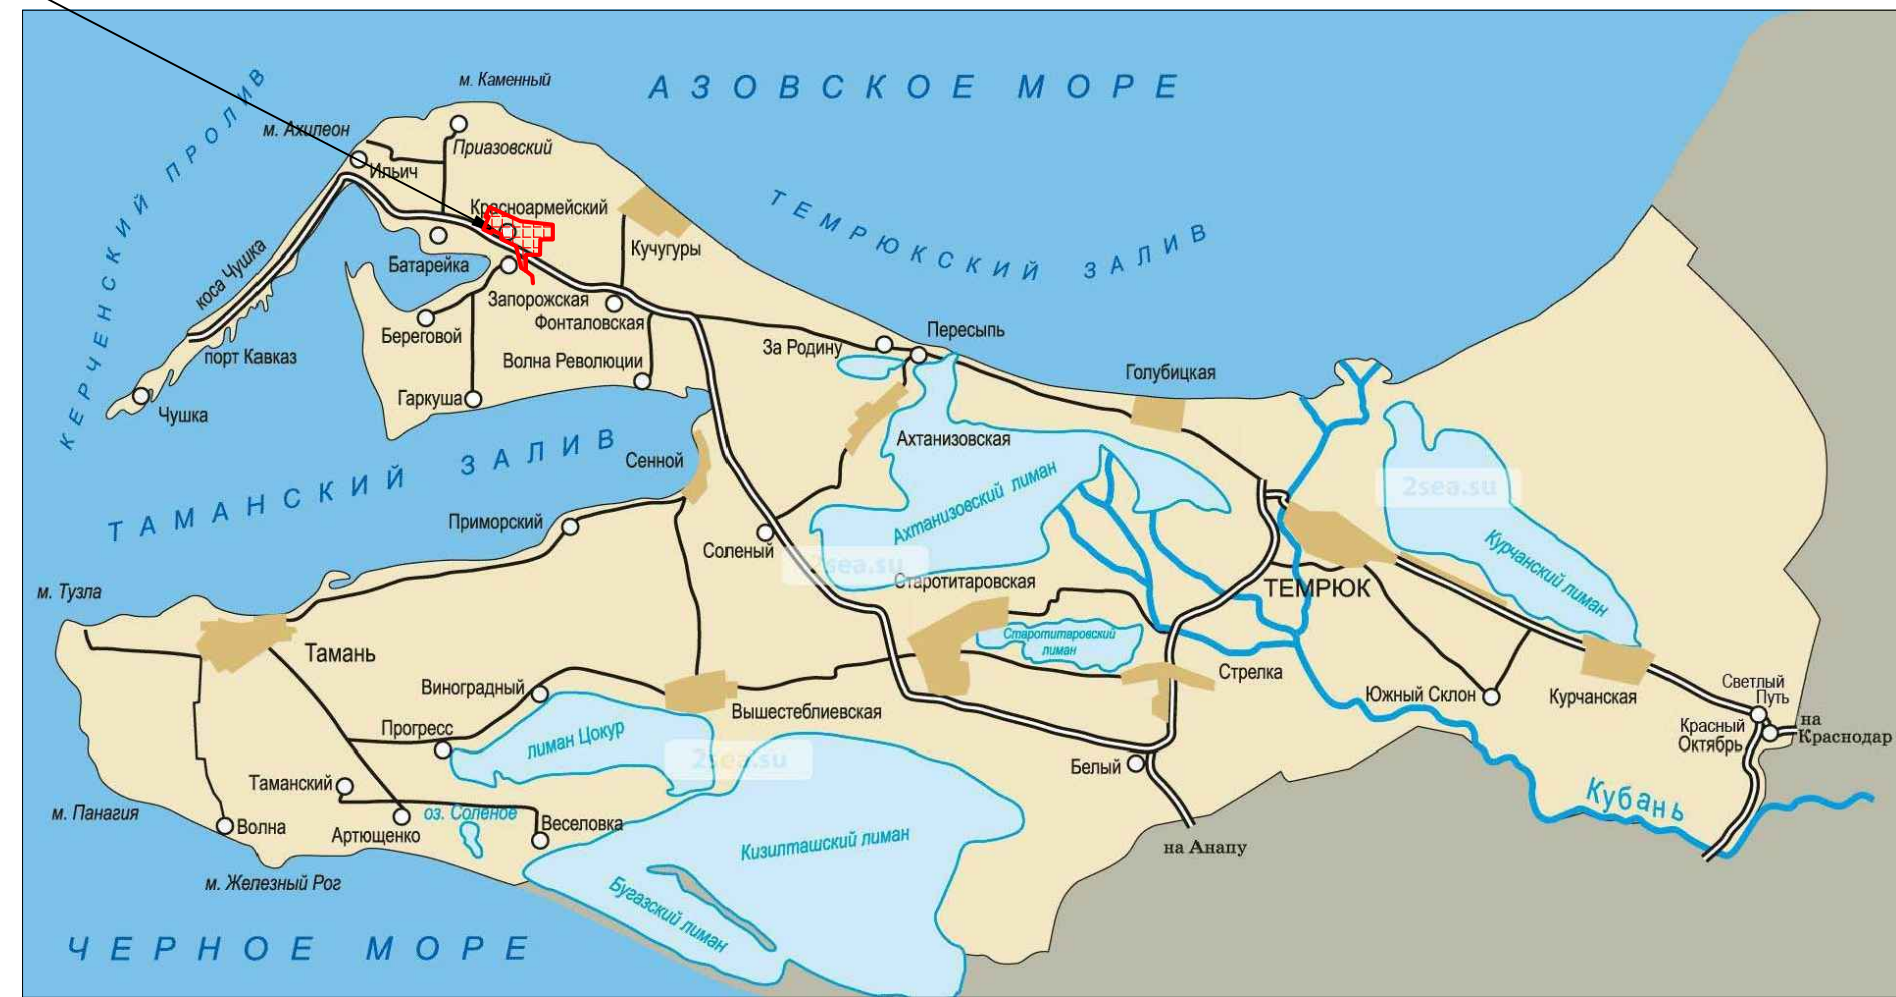 м. Каменный
АЗОВСКОЕ МОРЕ
КЕРЧЕНСКИЙ ПРОЛИВ
м. Ахилеон
Приазовский
Ильич
Красноармейский
ТЕМРЮКСКИЙ ЗАЛИВ
Кучугуры
коса Чушка
Батарейка
Запорожская
Фонталовская
Береговой
порт Кавказ
Волна Революции
За Родину
Пересыпь
Голубицкая
Гаркуша
Чушка
ТАМАНСКИЙ ЗАЛИВ
Сенной
Ахтанизовская
Ахтанизовский лиман
2sea.su
Приморский
Соленый
2sea.su
Курчанский лиман
Старотитаровская
ТЕМРЮК
м. Тузла
Старотитаровский
лиман
Тамань
Стрелка
Виноградный
Вышестеблиевская
Южный Склон
Курчанская
Светлый
Путь
Прогресс
лиман Цокур
Красный
Октябрь
на
Краснодар
2sea.su
Белый
Таманский
Кубань
м. Панагия
Волна
Артющенко
оз. Соленое
Веселовка
Кизилташский лиман
на Анапу
м. Железный Рог
Бугазский лиман
ЧЕРНОЕ МОРЕ